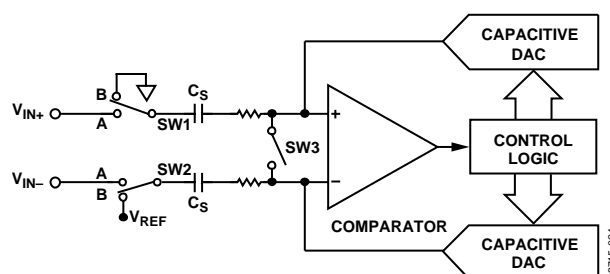 CAPACITIVE
DAC
B
CS
VIN+
A
SW1
+
SW3
CONTROL
LOGIC
VIN–
A
SW2
B
CS
–
VREF
COMPARATOR
CAPACITIVE
DAC